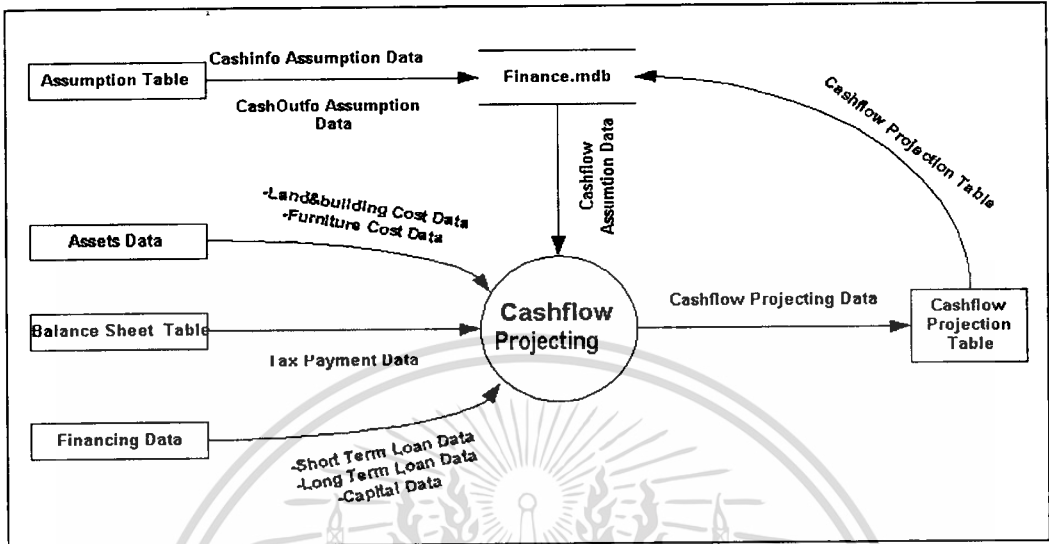 Cashinfo Assumption Data
Assumption Table
Finance.mdb
CashOutfo Assumption
Data
Cashflow
Assumtion Data
Cashflow Projection Table
-Land&building Cost Data
-Furniture Cost Data
Assets Data
Cashflow
Projecting
Cashflow Projecting Data
Cashflow
Projection
Table
Balance Sheet Table
Tax Payment Data
Financing Data
-Short Term Loan Data
-Long Term Loan Data
-Capital Data